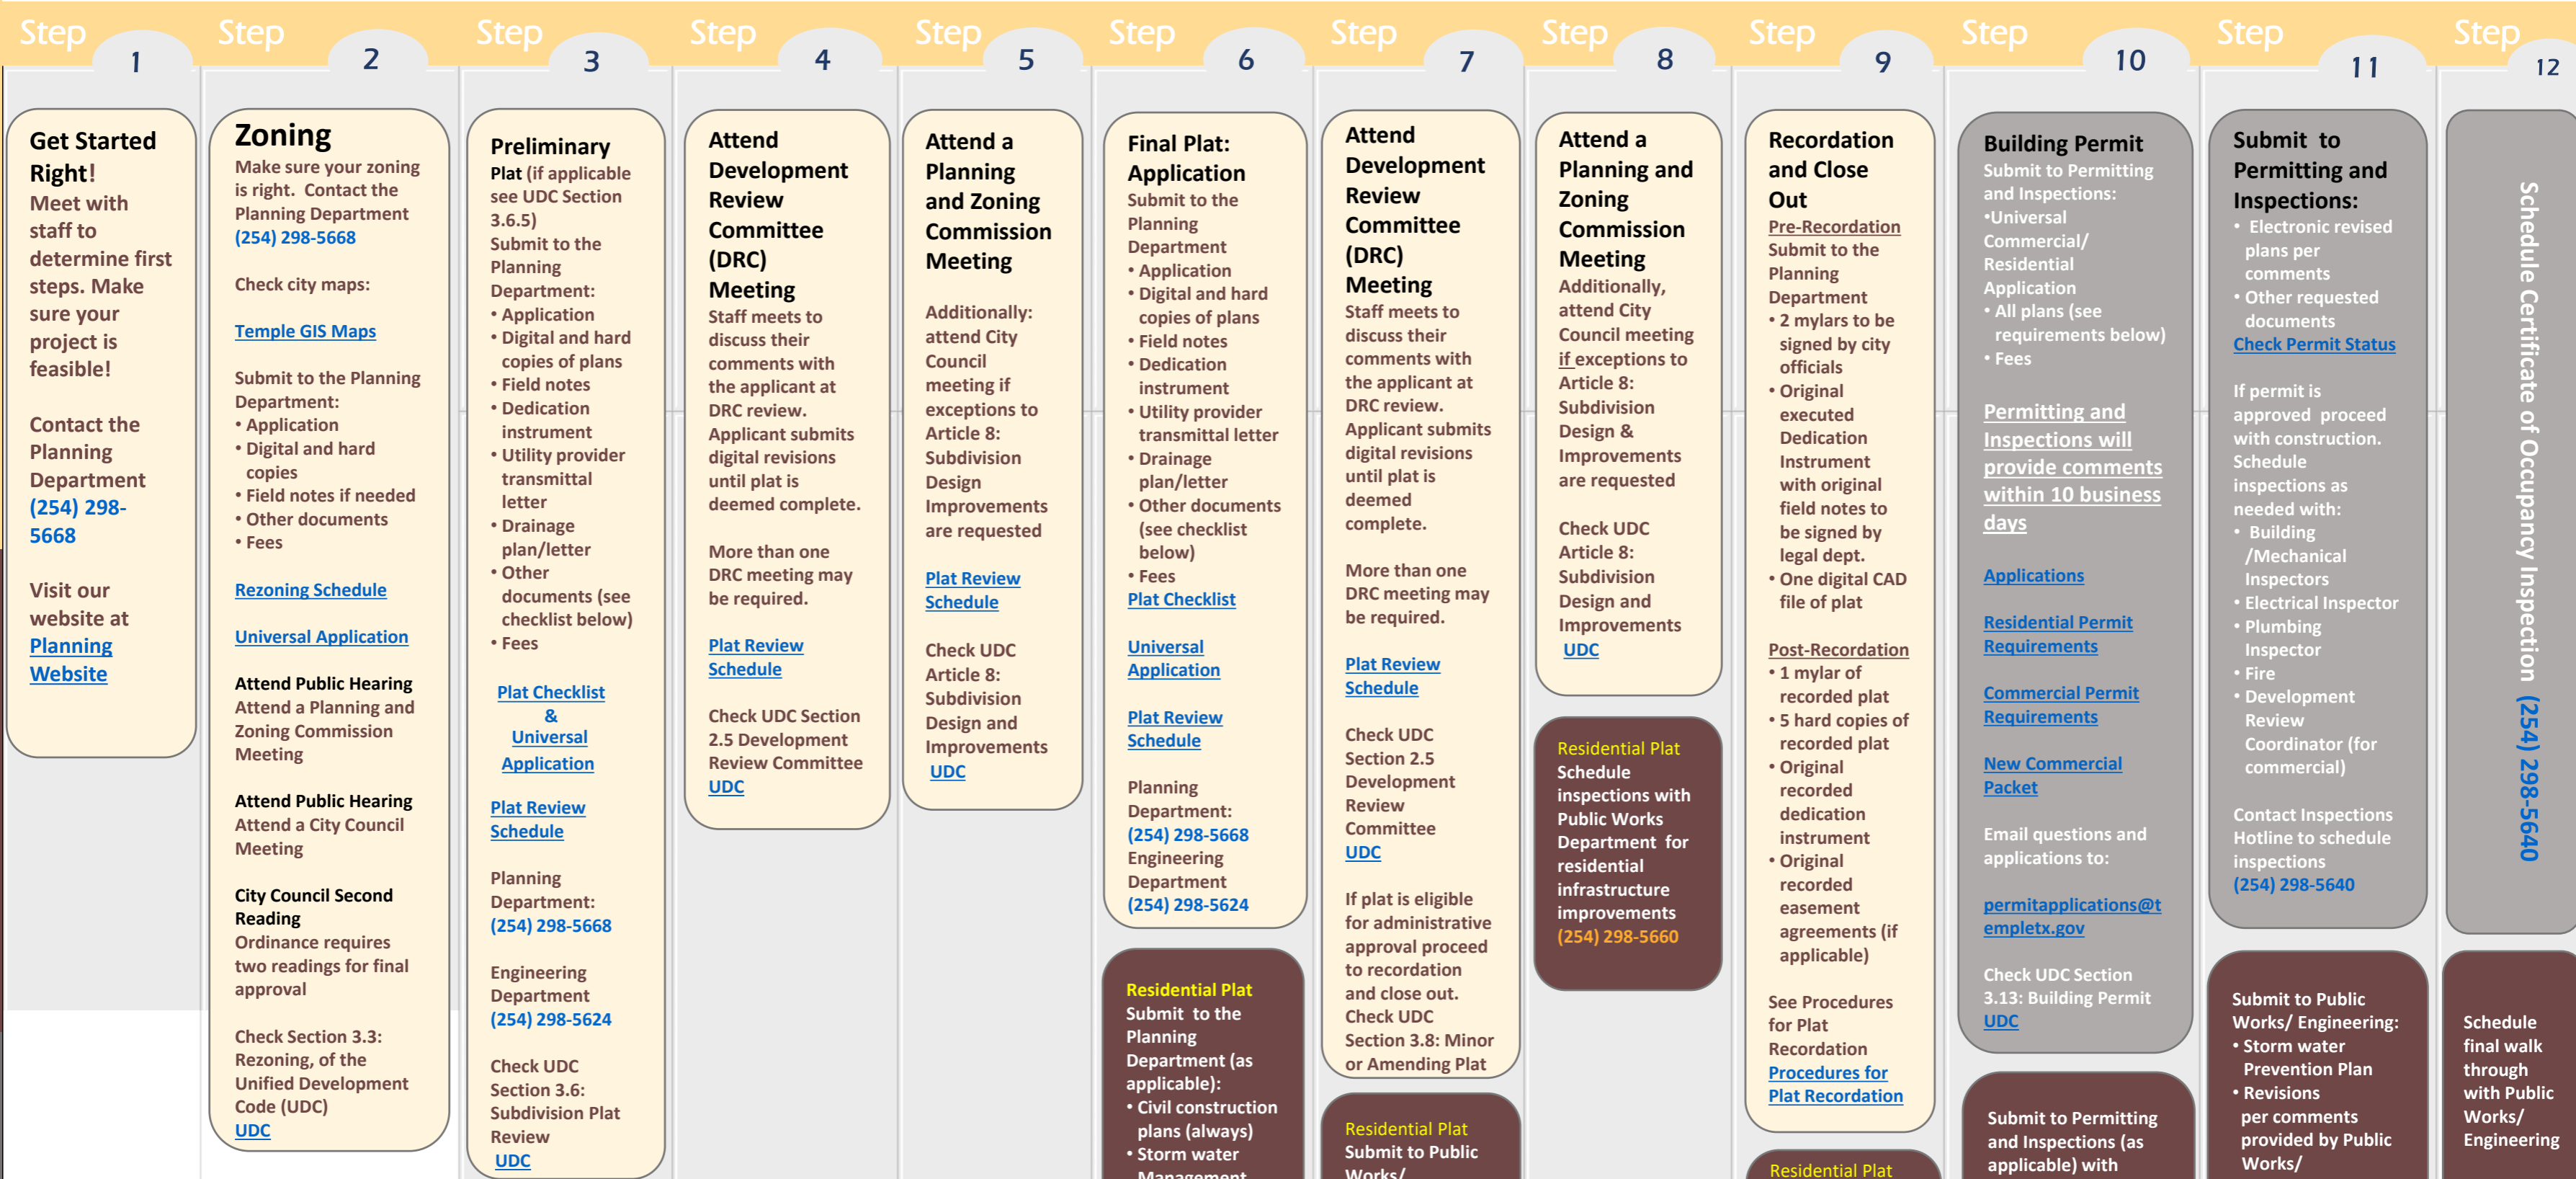 Step 1
Step 2
Step 3
Step 4
Step 5
Step 6
Step 7
Step 8
Step 9
Step 10
Step 11
Step 12
Get Started
Right!
Meet with
staff to
determine first
steps. Make
sure your
project is
feasible!
Contact the
Planning
Department
(254) 298-
5668
Visit our
website at
Planning
Website
Zoning
Make sure your zoning
is right. Contact the
Planning Department
(254) 298-5668
Check city maps:
Temple GIS Maps
Submit to the Planning
Department:
• Application
• Digital and hard
copies
• Field notes if needed
• Other documents
• Fees
Rezoning Schedule
Universal Application
Attend Public Hearing
Attend a Planning and
Zoning Commission
Meeting
Attend Public Hearing
Attend a City Council
Meeting
City Council Second
Reading
Ordinance requires
two readings for final
approval
Check Section 3.3:
Rezoning, of the
Unified Development
Code (UDC)
UDC
Preliminary
Plat (if applicable
see UDC Section
3.6.5)
Submit to the
Planning
Department:
• Application
• Digital and hard
copies of plans
• Field notes
• Dedication
instrument
• Utility provider
transmittal
letter
• Drainage
plan/letter
• Other
documents (see
checklist below)
• Fees
Plat Checklist
&
Universal
Application
Plat Review
Schedule
Planning
Department:
(254) 298-5668
Engineering
Department
(254) 298-5624
Check UDC
Section 3.6:
Subdivision Plat
Review
UDC
Attend
Development
Review
Committee
(DRC)
Meeting
Staff meets to
discuss their
comments with
the applicant at
DRC review.
Applicant submits
digital revisions
until plat is
deemed complete.
More than one
DRC meeting may
be required.
Plat Review
Schedule
Check UDC Section
2.5 Development
Review Committee
UDC
Attend a
Planning
and Zoning
Commission
Meeting
Additionally:
attend City
Council
meeting if
exceptions to
Article 8:
Subdivision
Design
Improvements
are requested
Plat Review
Schedule
Check UDC
Article 8:
Subdivision
Design and
Improvements
UDC
Final Plat:
Application
Submit to the
Planning
Department
• Application
• Digital and hard
copies of plans
• Field notes
• Dedication
instrument
• Utility provider
transmittal letter
• Drainage
plan/letter
• Other documents
(see checklist
below)
• Fees
Plat Checklist
Universal
Application
Plat Review
Schedule
Planning
Department:
(254) 298-5668
Engineering
Department
(254) 298-5624
Residential Plat
Submit to the
Planning
Department (as
applicable):
• Civil construction
plans (always)
• Storm water
Management
Attend
Development
Review
Committee
(DRC)
Meeting
Staff meets to
discuss their
comments with
the applicant at
DRC review.
Applicant submits
digital revisions
until plat is
deemed
complete.
More than one
DRC meeting may
be required.
Plat Review
Schedule
Check UDC
Section 2.5
Development
Review
Committee
UDC
If plat is eligible
for administrative
approval proceed
to recordation
and close out.
Check UDC
Section 3.8: Minor
or Amending Plat
Residential Plat
Submit to Public
Works/
Attend a
Planning and
Zoning
Commission
Meeting
Additionally,
attend City
Council meeting
if exceptions to
Article 8:
Subdivision
Design &
Improvements
are requested
Check UDC
Article 8:
Subdivision
Design and
Improvements
UDC
Residential Plat
Schedule
inspections with
Public Works
Department for
residential
infrastructure
improvements
(254) 298-5660
Recordation
and Close
Out
Pre-Recordation
Submit to the
Planning
Department
• 2 mylars to be
signed by city
officials
• Original
executed
Dedication
Instrument
with original
field notes to
be signed by
legal dept.
• One digital CAD
file of plat
Post-Recordation
• 1 mylar of
recorded plat
• 5 hard copies of
recorded plat
• Original
recorded
dedication
instrument
• Original
recorded
easement
agreements (if
applicable)
See Procedures
for Plat
Recordation
Procedures for
Plat Recordation
Residential Plat
Building Permit
Submit to Permitting
and Inspections:
•Universal
Commercial/
Residential
Application
• All plans (see
requirements below)
• Fees
Permitting and
Inspections will
provide comments
within 10 business
days
Applications
Residential Permit
Requirements
Commercial Permit
Requirements
New Commercial
Packet
Email questions and
applications to:
permitapplications@t
empletx.gov
Check UDC Section
3.13: Building Permit
UDC
Submit to Permitting
and Inspections (as
applicable) with
Submit to
Permitting and
Inspections:
• Electronic revised
plans per
comments
• Other requested
documents
Check Permit Status
If permit is
approved proceed
with construction.
Schedule
inspections as
needed with:
• Building
/Mechanical
Inspectors
• Electrical Inspector
• Plumbing
Inspector
• Fire
• Development
Review
Coordinator (for
commercial)
Contact Inspections
Hotline to schedule
inspections
(254) 298-5640
Submit to Public
Works/ Engineering:
• Storm water
Prevention Plan
• Revisions
per comments
provided by Public
Works/
Schedule Certificate of Occupancy Inspection (254) 298-5640
Schedule
final walk
through
with Public
Works/
Engineering